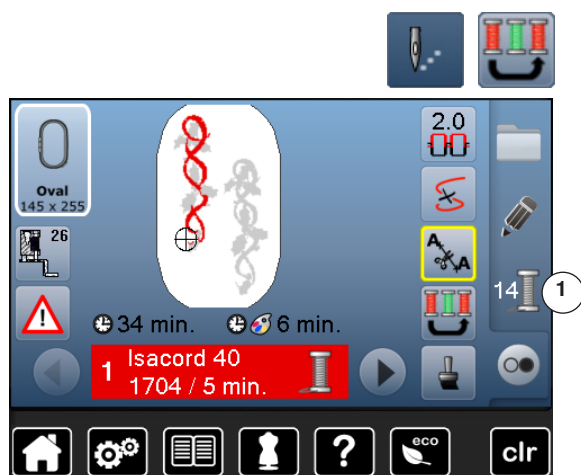 Oval
145 x 255
26
2.0
A
A
14
1
34 min.
6 min.
1
Isacord 40
1704 / 5 min.
?
eco
clr